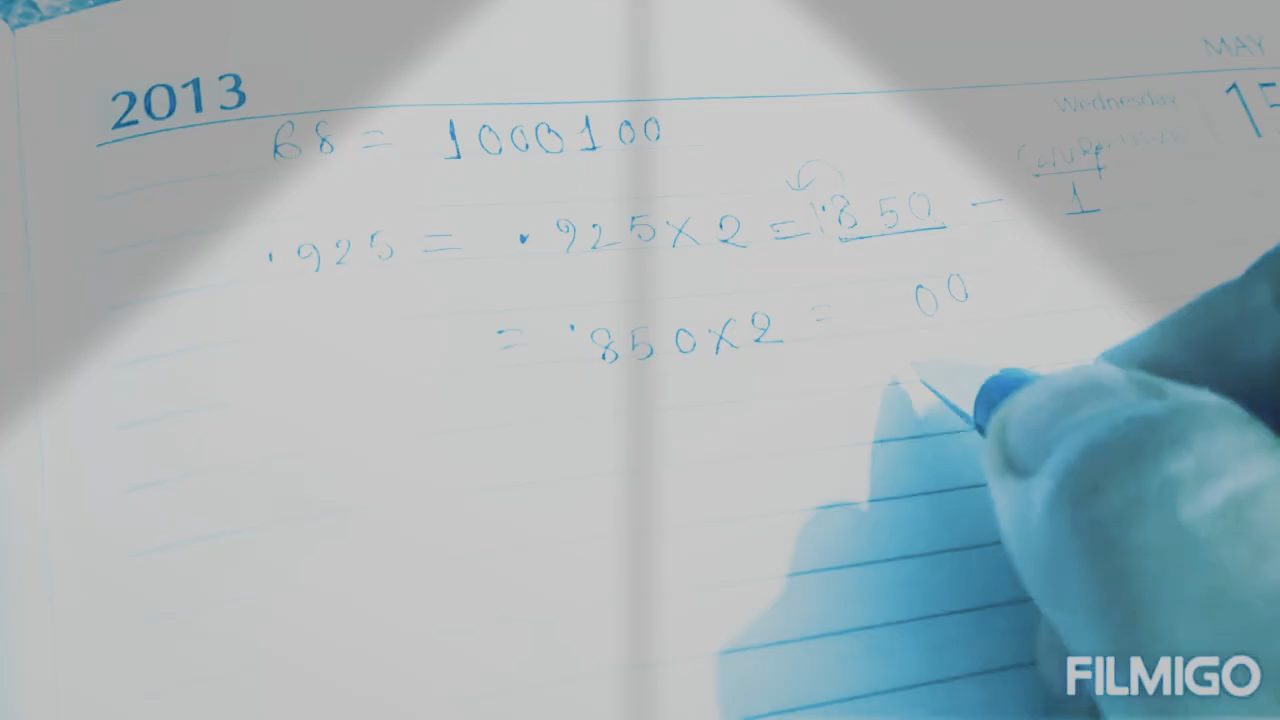 MAY
2013
Wednesday 15
68 = 1000100
.925 = .925 X 2 = 1.850 - 1
= .850 X 2 = 00
FILMIGO